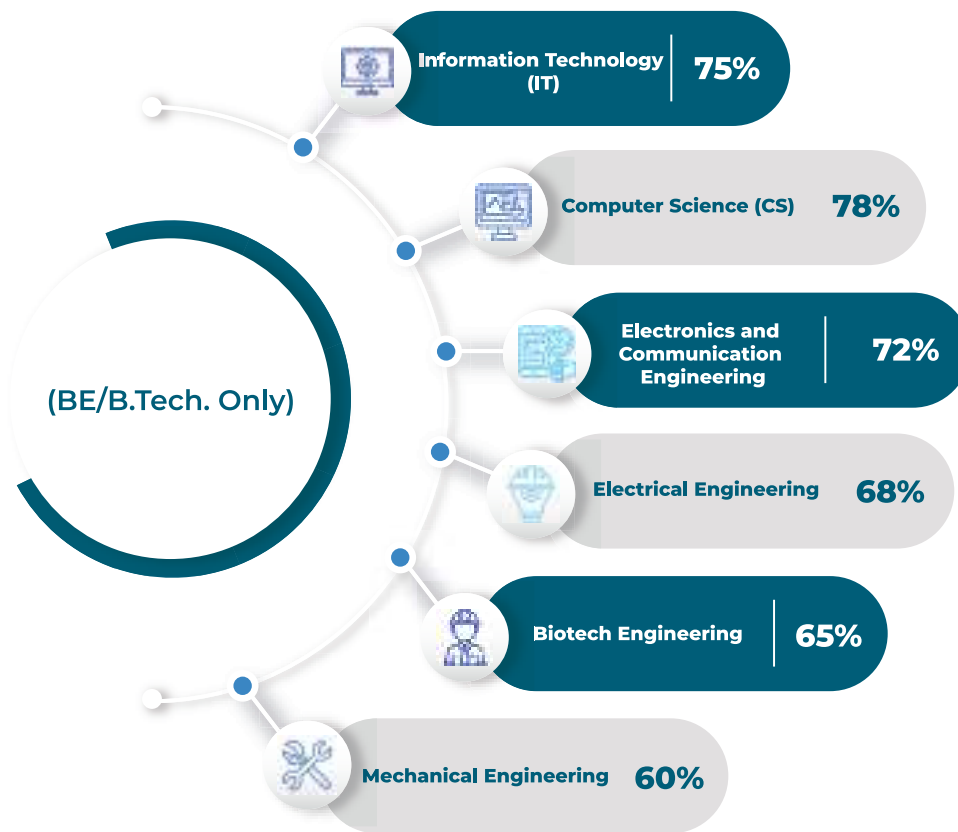 Information Technology
(IT)
75%
Computer Science (CS)
78%
Electronics and
Communication
Engineering
72%
(BE/B.Tech. Only)
Electrical Engineering
68%
Biotech Engineering
65%
Mechanical Engineering
60%